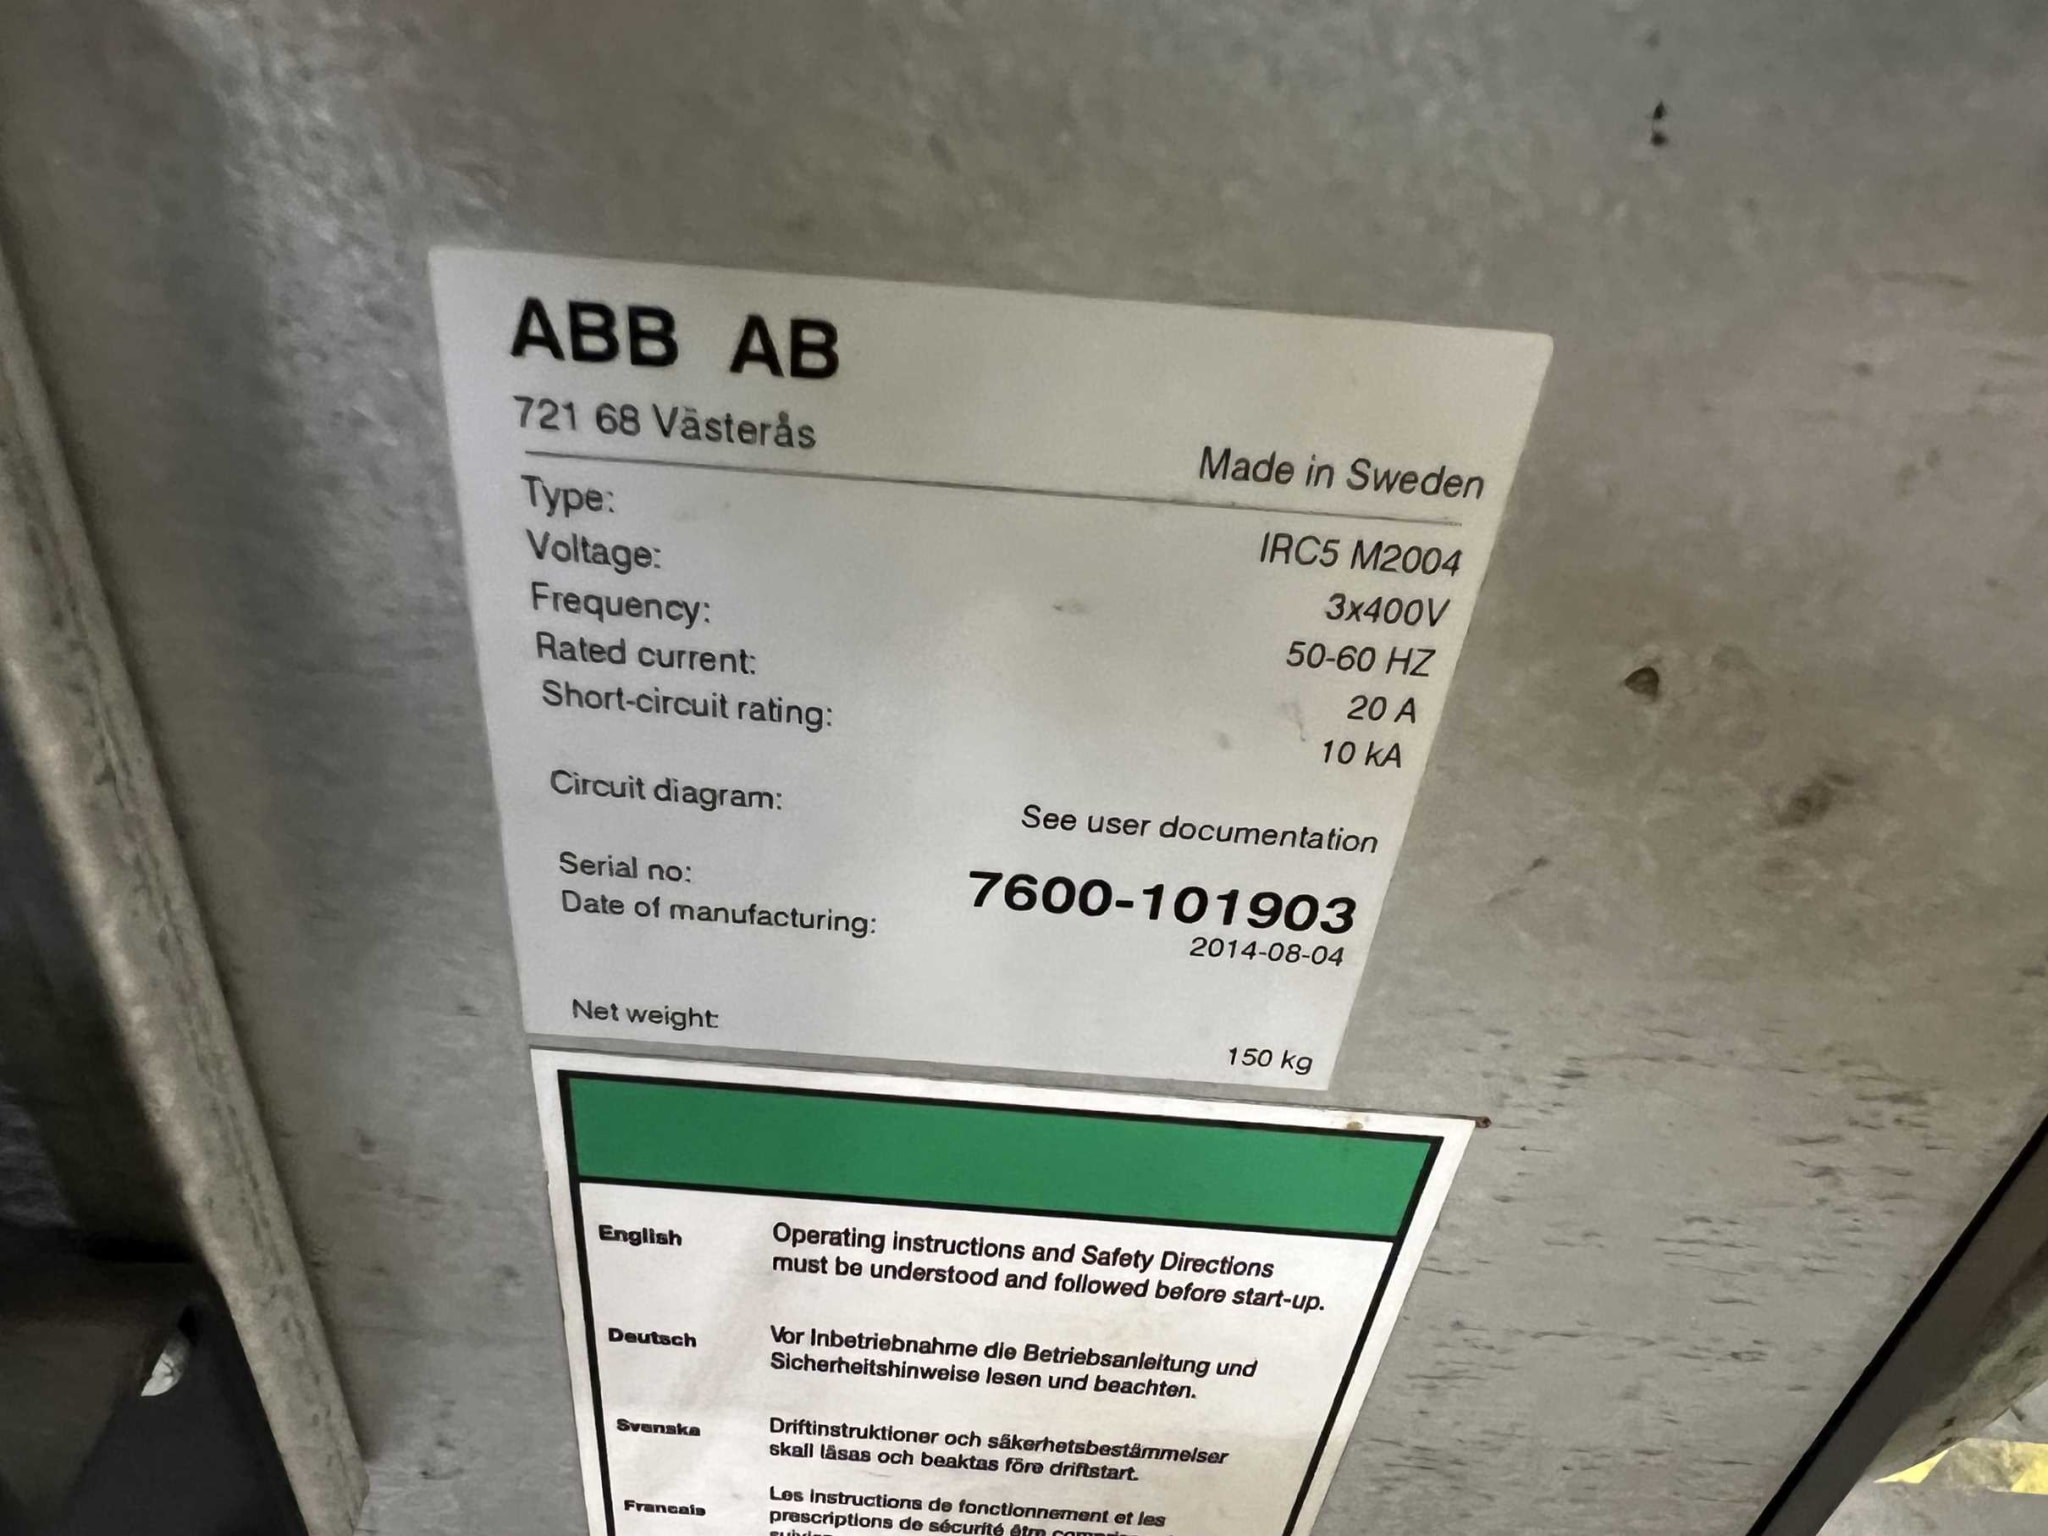 ABB AB
721 68 Västerås
Made in Sweden
Type: IRC5 M2004
Voltage: 3x400V
Frequency: 50-60 HZ
Rated current: 20 A
Short-circuit rating: 10 kA
Circuit diagram: See user documentation
Serial no: 7600-101903
Date of manufacturing: 2014-08-04
Net weight: 150 kg
English Operating instructions and Safety Directions
must be understood and followed before start-up.
Deutsch Vor Inbetriebnahme die Betriebsanleitung und
Sicherheitshinweise lesen und beachten.
Svenska Driftinstruktioner och säkerhetsbestämmelser
skall läsas och beaktas före driftstart.
Francais Les instructions de fonctionnement et les
prescriptions de sécurité